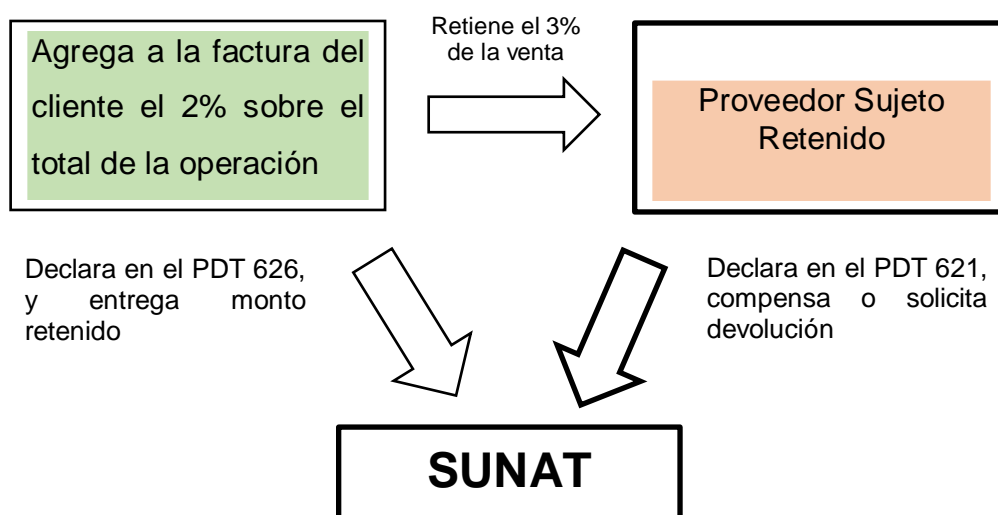 Agrega a la factura del
cliente el 2% sobre el
total de la operación
Retiene el 3%
de la venta
Proveedor Sujeto
Retenido
Declara en el PDT 626,
y entrega monto
retenido
Declara en el PDT 621,
compensa o solicita
devolución
SUNAT